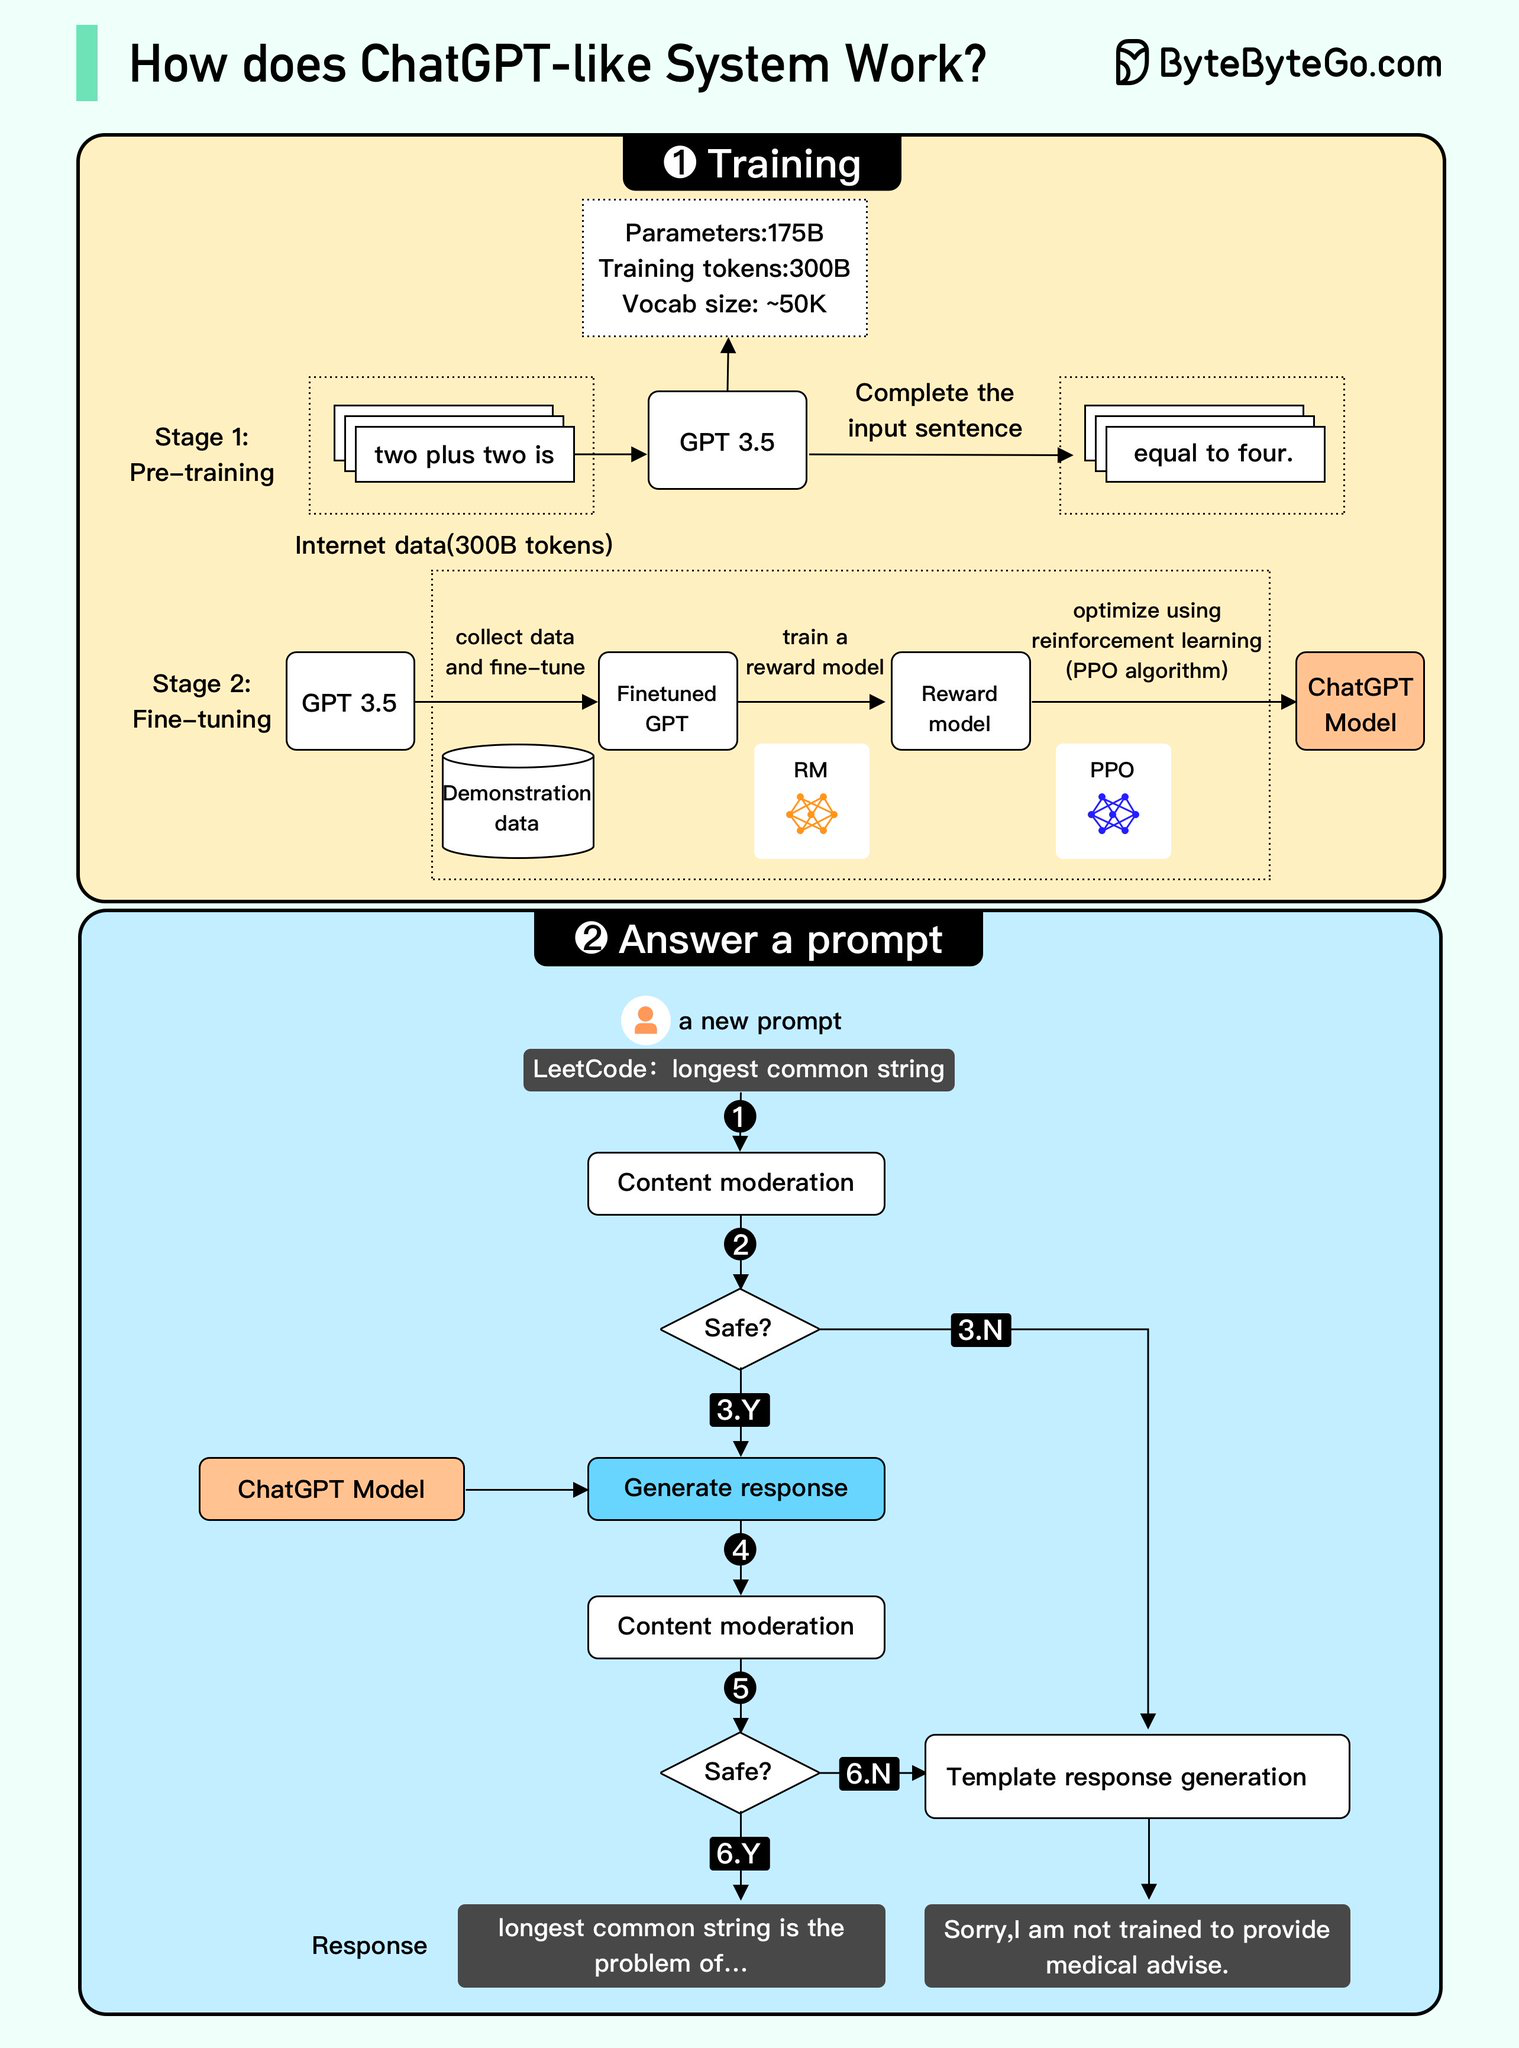 How does ChatGPT-like System Work?
ByteByteGo.com
❶ Training
Parameters:175B
Training tokens:300B
Vocab size: ~50K
Stage 1:
Pre-training
two plus two is
GPT 3.5
Complete the
input sentence
equal to four.
Internet data(300B tokens)
Stage 2:
Fine-tuning
GPT 3.5
collect data
and fine-tune
Demonstration
data
Finetuned
GPT
train a
reward model
RM
Reward
model
optimize using
reinforcement learning
(PPO algorithm)
PPO
ChatGPT
Model
❷ Answer a prompt
a new prompt
LeetCode: longest common string
1
Content moderation
2
Safe?
3.N
3.Y
ChatGPT Model
Generate response
4
Content moderation
5
Safe?
6.N
Template response generation
6.Y
Response
longest common string is the
problem of...
Sorry,I am not trained to provide
medical advise.